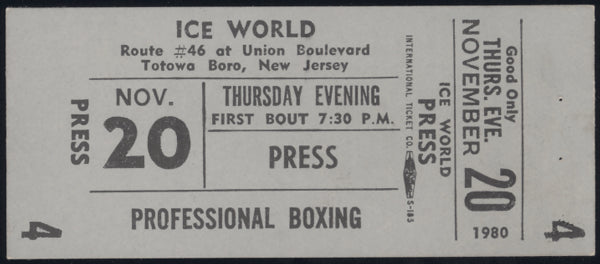 ICE WORLD
Route #46 at Union Boulevard
Totowa Boro, New Jersey
PRESS
NOV.
20
THURSDAY EVENING
FIRST BOUT 7:30 P.M.
PRESS
PROFESSIONAL BOXING
4
INTERNATIONAL TICKET CO.
S-185
ICE WORLD
PRESS
Good Only
THURS. EVE.
NOVEMBER
20
1980
4